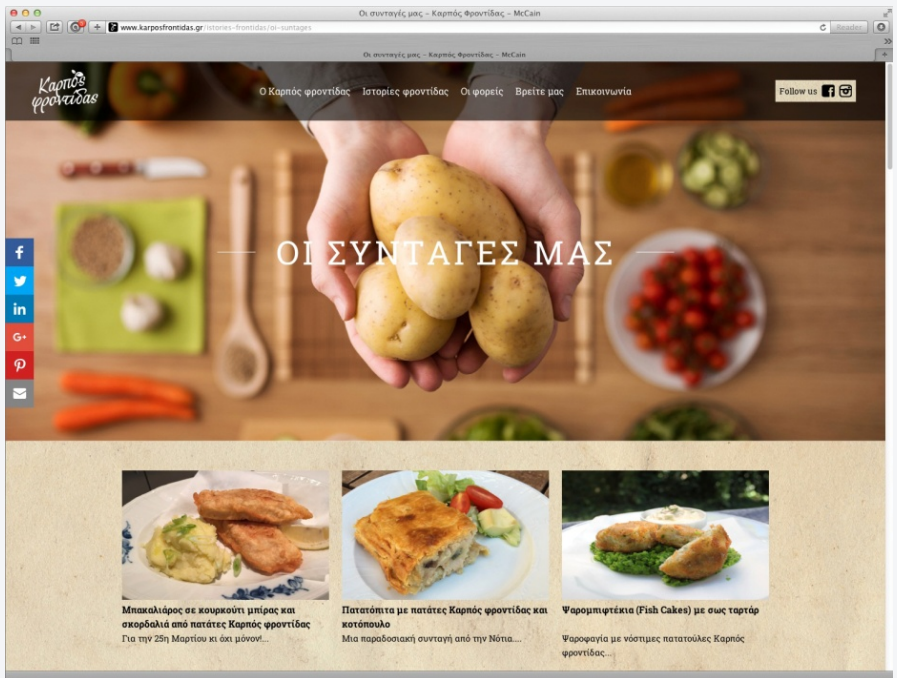 Οι συνταγές μας – Καρπός Φροντίδας – McCain
www.karposfrontidas.gr/istories-frontidas/oi-suntages
Reader
Οι συνταγές μας – Καρπός Φροντίδας – McCain
Καρπός
φροντίδας
Ο Καρπός φροντίδας Ιστορίες φροντίδας Οι φορείς Βρείτε μας Επικοινωνία
Follow us
ΟΙ ΣΥΝΤΑΓΕΣ ΜΑΣ
Μπακαλιάρος σε κουρκούτι μπίρας και
σκορδαλιά από πατάτες Καρπός φροντίδας
Για την 25η Μαρτίου κι όχι μόνον!...
Πατατόπιτα με πατάτες Καρπός φροντίδας και
κοτόπουλο
Μια παραδοσιακή συνταγή από την Νότια....
Ψαρομπιφτέκια (Fish Cakes) με σως ταρτάρ
Ψαροφαγία με νόστιμες πατατούλες Καρπός
φροντίδας...